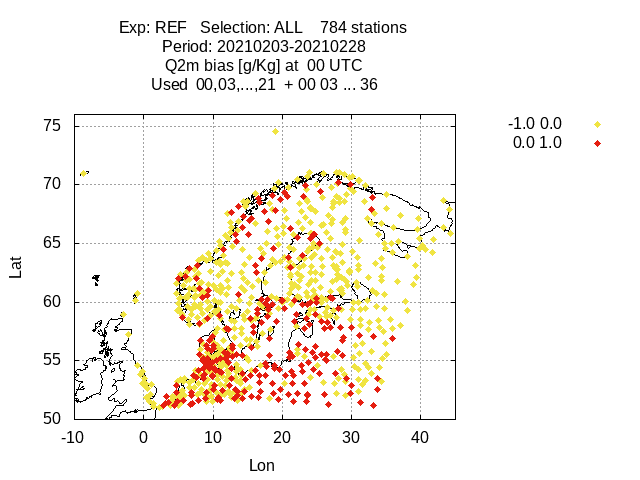 Exp: REF   Selection: ALL    784 stations
Period: 20210203-20210228
Q2m bias [g/Kg] at  00 UTC
Used  00,03,...,21  + 00 03 ... 36
-1.0 0.0
0.0 1.0
75
70
65
60
55
50
Lat
-10 0 10 20 30 40
Lon